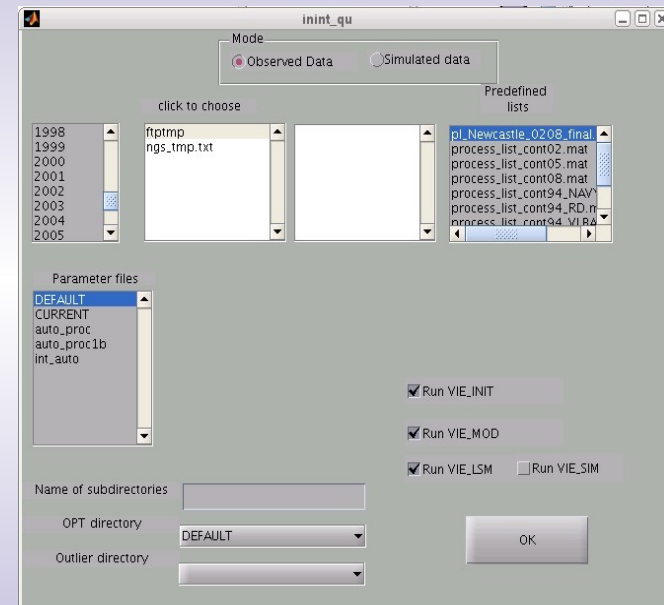 inint_qu
Mode
Observed Data
Simulated data
click to choose
Predefined
lists
1998
1999
2000
2001
2002
2003
2004
2005
ftptmp
ngs_tmp.txt
pl_Newcastle_0208_final.
process_list_cont02.mat
process_list_cont05.mat
process_list_cont08.mat
process_list_cont94_NAVY
process_list_cont94_RD.m
process_list_cont94_VLBA
Parameter files
DEFAULT
CURRENT
auto_proc
auto_proc1b
int_auto
Run VIE_INIT
Run VIE_MOD
Run VIE_LSM
Run VIE_SIM
Name of subdirectories
OPT directory
DEFAULT
Outlier directory
OK